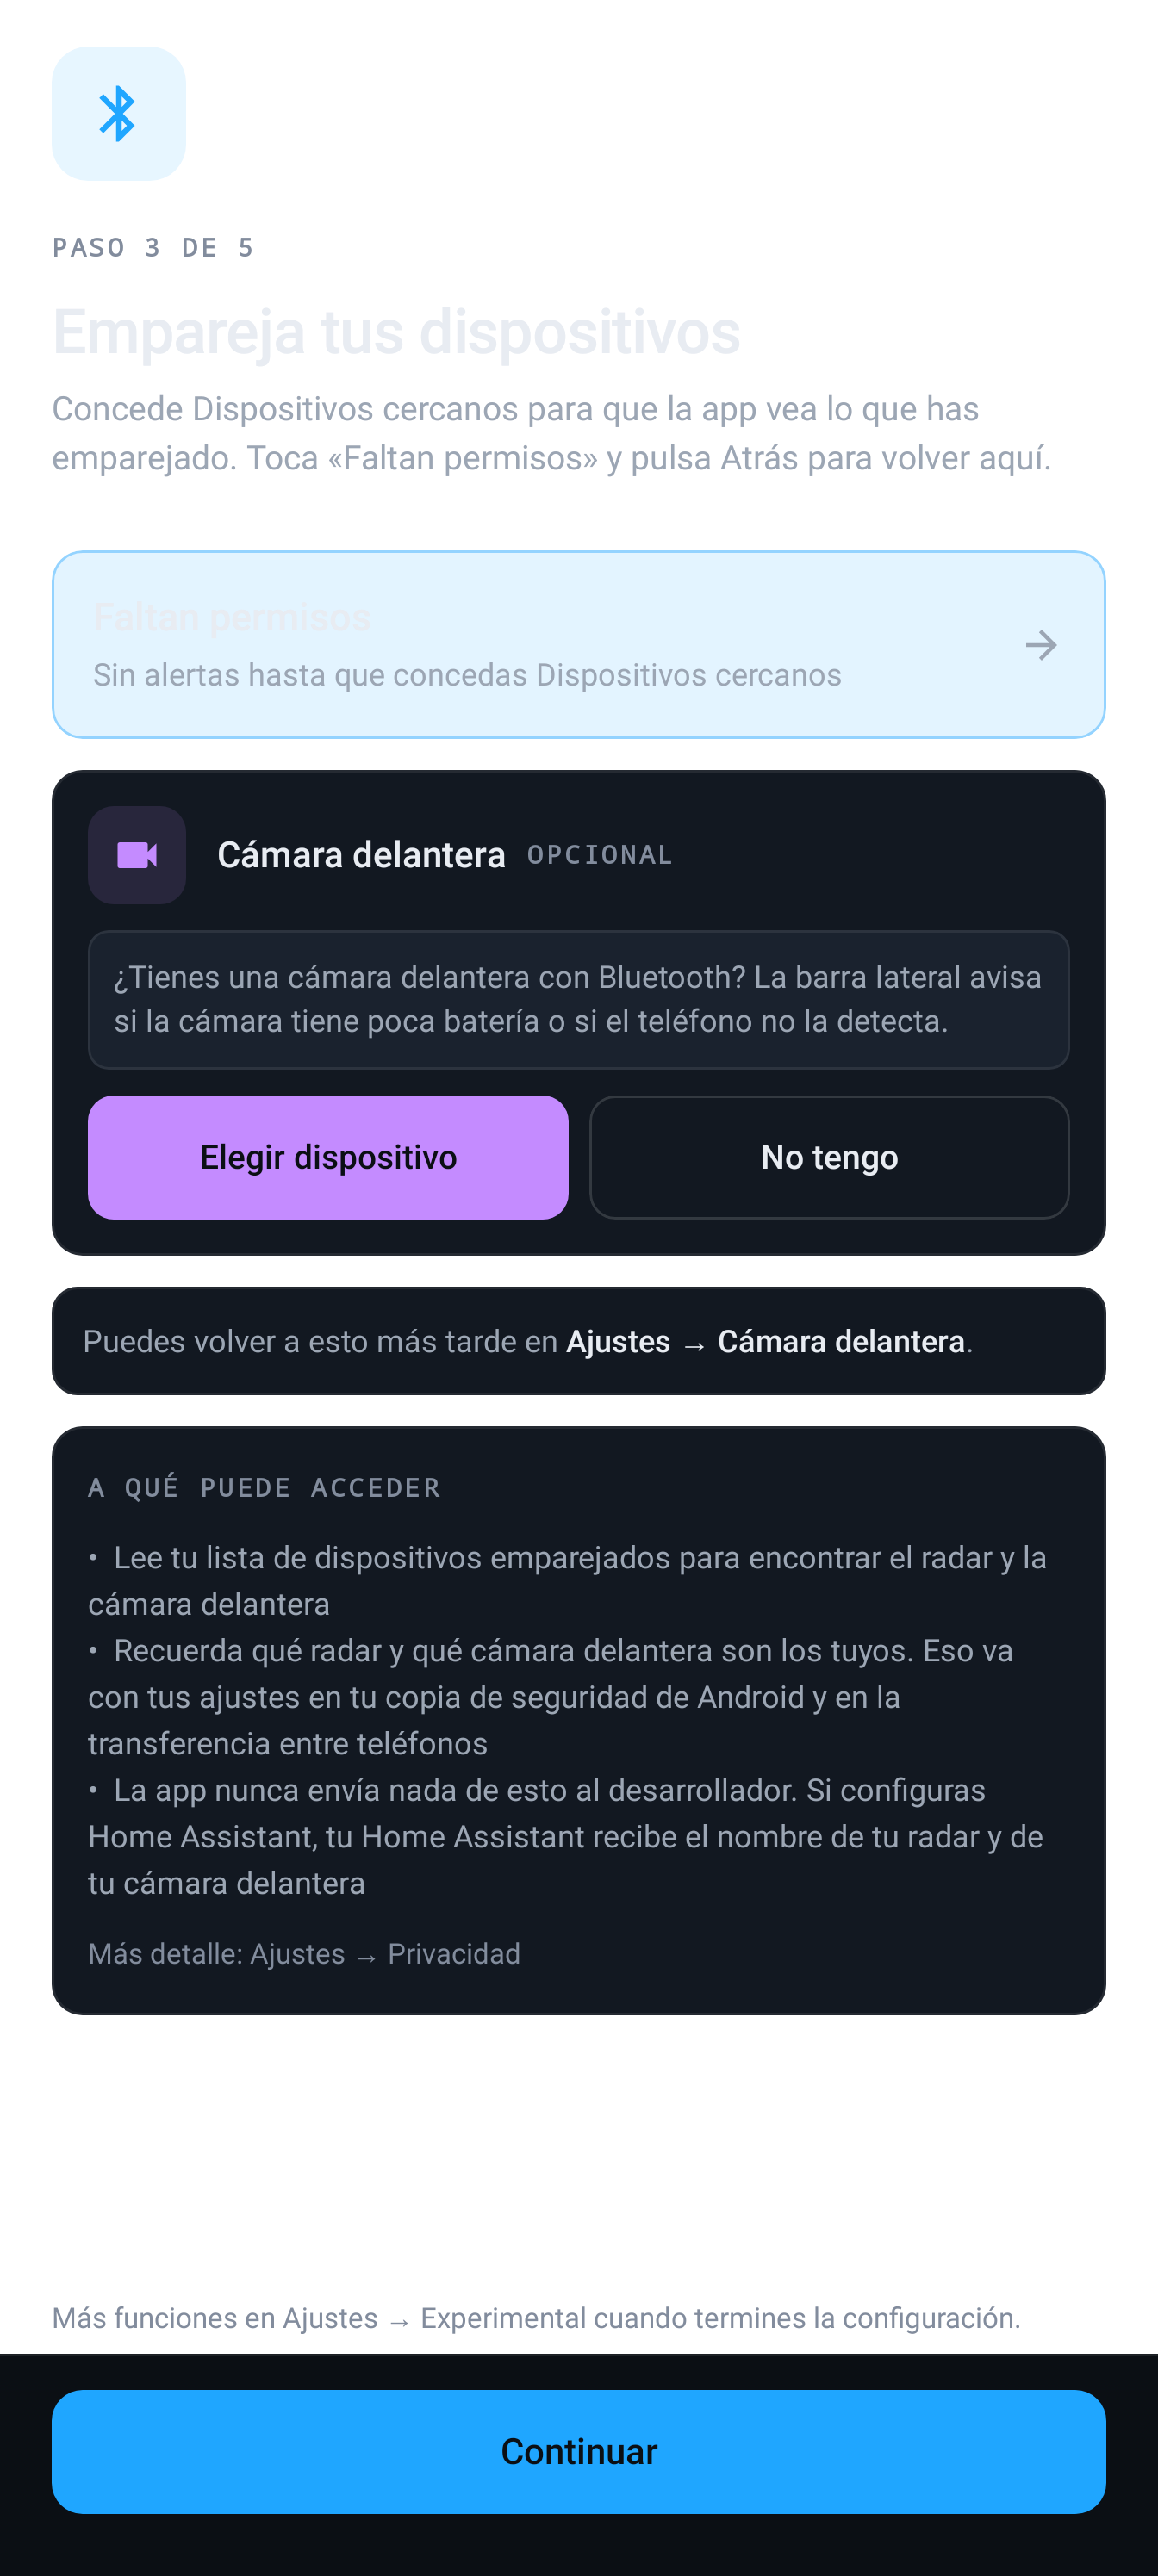 PASO 3 DE 5
Empareja tus dispositivos
Concede Dispositivos cercanos para que la app vea lo que has
emparejado. Toca «Faltan permisos» y pulsa Atrás para volver aquí.
Faltan permisos
Sin alertas hasta que concedas Dispositivos cercanos
Cámara delantera OPCIONAL
¿Tienes una cámara delantera con Bluetooth? La barra lateral avisa
si la cámara tiene poca batería o si el teléfono no la detecta.
Elegir dispositivo
No tengo
Puedes volver a esto más tarde en Ajustes → Cámara delantera.
A QUÉ PUEDE ACCEDER
• Lee tu lista de dispositivos emparejados para encontrar el radar y la
cámara delantera
• Recuerda qué radar y qué cámara delantera son los tuyos. Eso va
con tus ajustes en tu copia de seguridad de Android y en la
transferencia entre teléfonos
• La app nunca envía nada de esto al desarrollador. Si configuras
Home Assistant, tu Home Assistant recibe el nombre de tu radar y de
tu cámara delantera
Más detalle: Ajustes → Privacidad
Más funciones en Ajustes → Experimental cuando termines la configuración.
Continuar